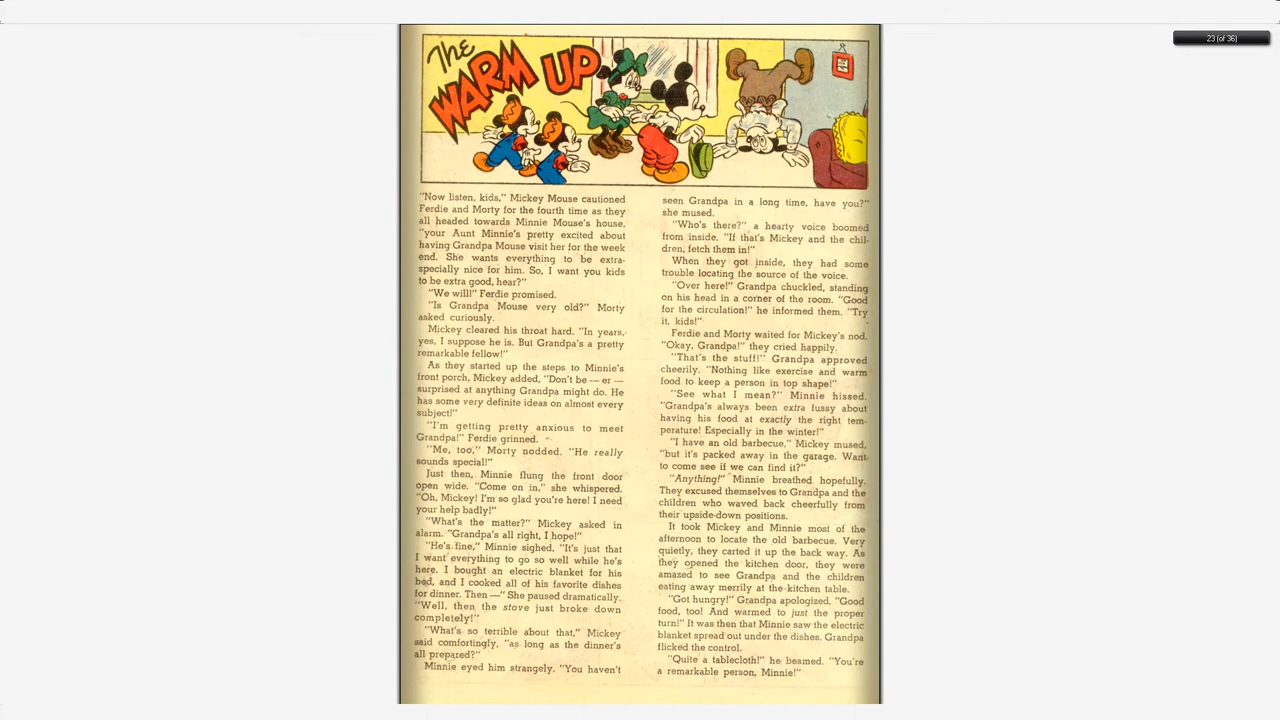 23 (of 36)
The
WARM UP
"Now listen, kids," Mickey Mouse cautioned
Ferdie and Morty for the fourth time as they
all headed towards Minnie Mouse's house,
"your Aunt Minnie's pretty excited about
having Grandpa Mouse visit her for the week
end. She wants everything to be extra-
specially nice for him. So, I want you kids
to be extra good, hear?"
"We will!" Ferdie promised.
"Is Grandpa Mouse very old?" Morty
asked curiously.
Mickey cleared his throat hard. "In years,
yes, I suppose he is. But Grandpa's a pretty
remarkable fellow!"
As they started up the steps to Minnie's
front porch, Mickey added, "Don't be — er —
surprised at anything Grandpa might do. He
has some very definite ideas on almost every
subject!"
"I'm getting pretty anxious to meet
Grandpa!" Ferdie grinned.
"Me, too," Morty nodded. "He really
sounds special!"
Just then, Minnie flung the front door
open wide. "Come on in," she whispered.
"Oh, Mickey! I'm so glad you're here! I need
your help badly!"
"What's the matter?" Mickey asked in
alarm. "Grandpa's all right, I hope!"
"He's fine," Minnie sighed. "It's just that
I want everything to go so well while he's
here. I bought an electric blanket for his
bed, and I cooked all of his favorite dishes
for dinner. Then —" She paused dramatically.
"Well, then the stove just broke down
completely!"
"What's so terrible about that," Mickey
said comfortingly, "as long as the dinner's
all prepared?"
Minnie eyed him strangely. "You haven't
seen Grandpa in a long time, have you?"
she mused.
"Who's there?" a hearty voice boomed
from inside. "If that's Mickey and the chil-
dren, fetch them in!"
When they got inside, they had some
trouble locating the source of the voice.
"Over here!" Grandpa chuckled, standing
on his head in a corner of the room. "Good
for the circulation!" he informed them. "Try
it, kids!"
Ferdie and Morty waited for Mickey's nod.
"Okay, Grandpa!" they cried happily.
"That's the stuff!" Grandpa approved
cheerily. "Nothing like exercise and warm
food to keep a person in top shape!"
"See what I mean?" Minnie hissed.
"Grandpa's always been extra fussy about
having his food at exactly the right tem-
perature! Especially in the winter!"
"I have an old barbecue," Mickey mused,
"but it's packed away in the garage. Want
to come see if we can find it?"
"Anything!" Minnie breathed hopefully.
They excused themselves to Grandpa and the
children who waved back cheerfully from
their upside-down positions.
It took Mickey and Minnie most of the
afternoon to locate the old barbecue. Very
quietly, they carted it up the back way. As
they opened the kitchen door, they were
amazed to see Grandpa and the children
eating away merrily at the kitchen table.
"Got hungry!" Grandpa apologized. "Good
food, too! And warmed to just the proper
turn!" It was then that Minnie saw the electric
blanket spread out under the dishes. Grandpa
flicked the control.
"Quite a tablecloth!" he beamed. "You're
a remarkable person, Minnie!"